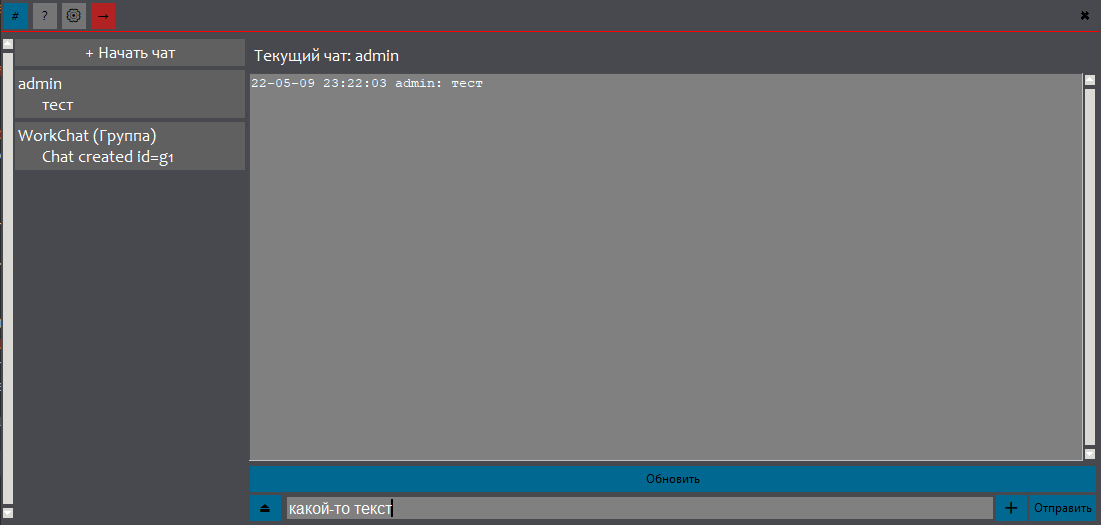 # ? →
+ Начать чат
admin
тест
WorkChat (Группа)
Chat created id=g1
Текущий чат: admin
22-05-09 23:22:03 admin: тест
Обновить
какой-то текст
+ Отправить